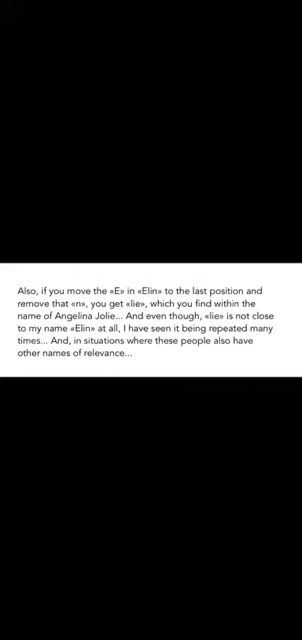 Also, if you move the «E» in «Elin» to the last position and
remove that «n», you get «lie», which you find within the
name of Angelina Jolie... And even though, «lie» is not close
to my name «Elin» at all, I have seen it being repeated many
times... And, in situations where these people also have
other names of relevance...